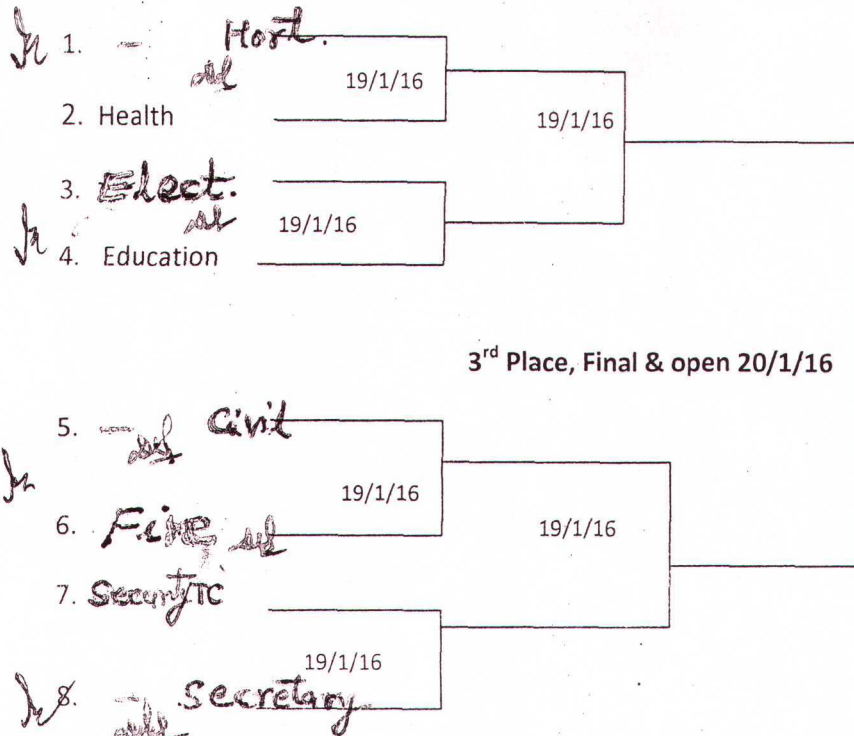 1. - Hort.
19/1/16
2. Health
19/1/16
3. Elect.
19/1/16
4. Education
3rd Place, Final & open 20/1/16
5. - Civil
19/1/16
6. Fire
19/1/16
7. Security TC
19/1/16
8. - Secretary